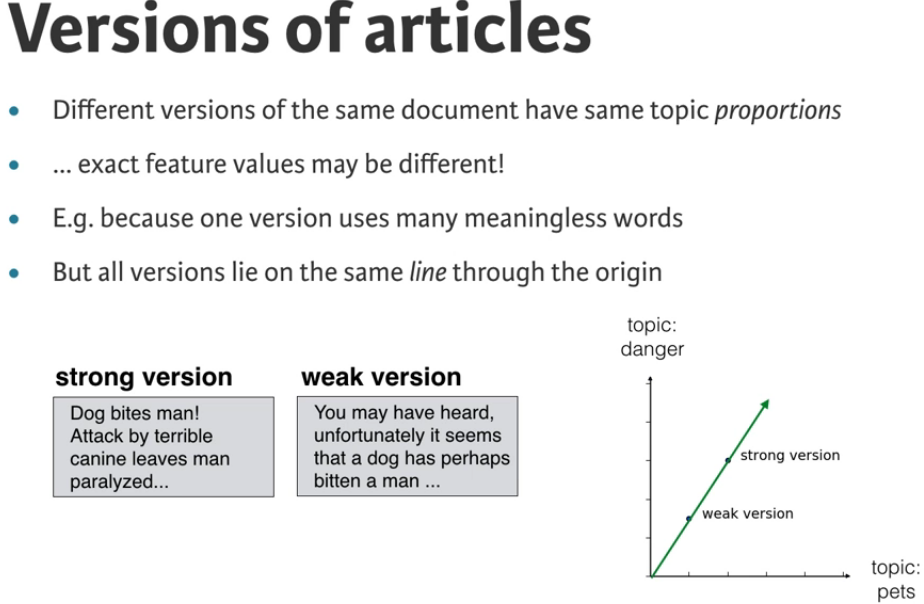 Versions of articles
• Different versions of the same document have same topic proportions
• ... exact feature values may be different!
• E.g. because one version uses many meaningless words
• But all versions lie on the same line through the origin
strong version
Dog bites man!
Attack by terrible
canine leaves man
paralyzed...
weak version
You may have heard,
unfortunately it seems
that a dog has perhaps
bitten a man ...
topic:
danger
strong version
weak version
topic:
pets